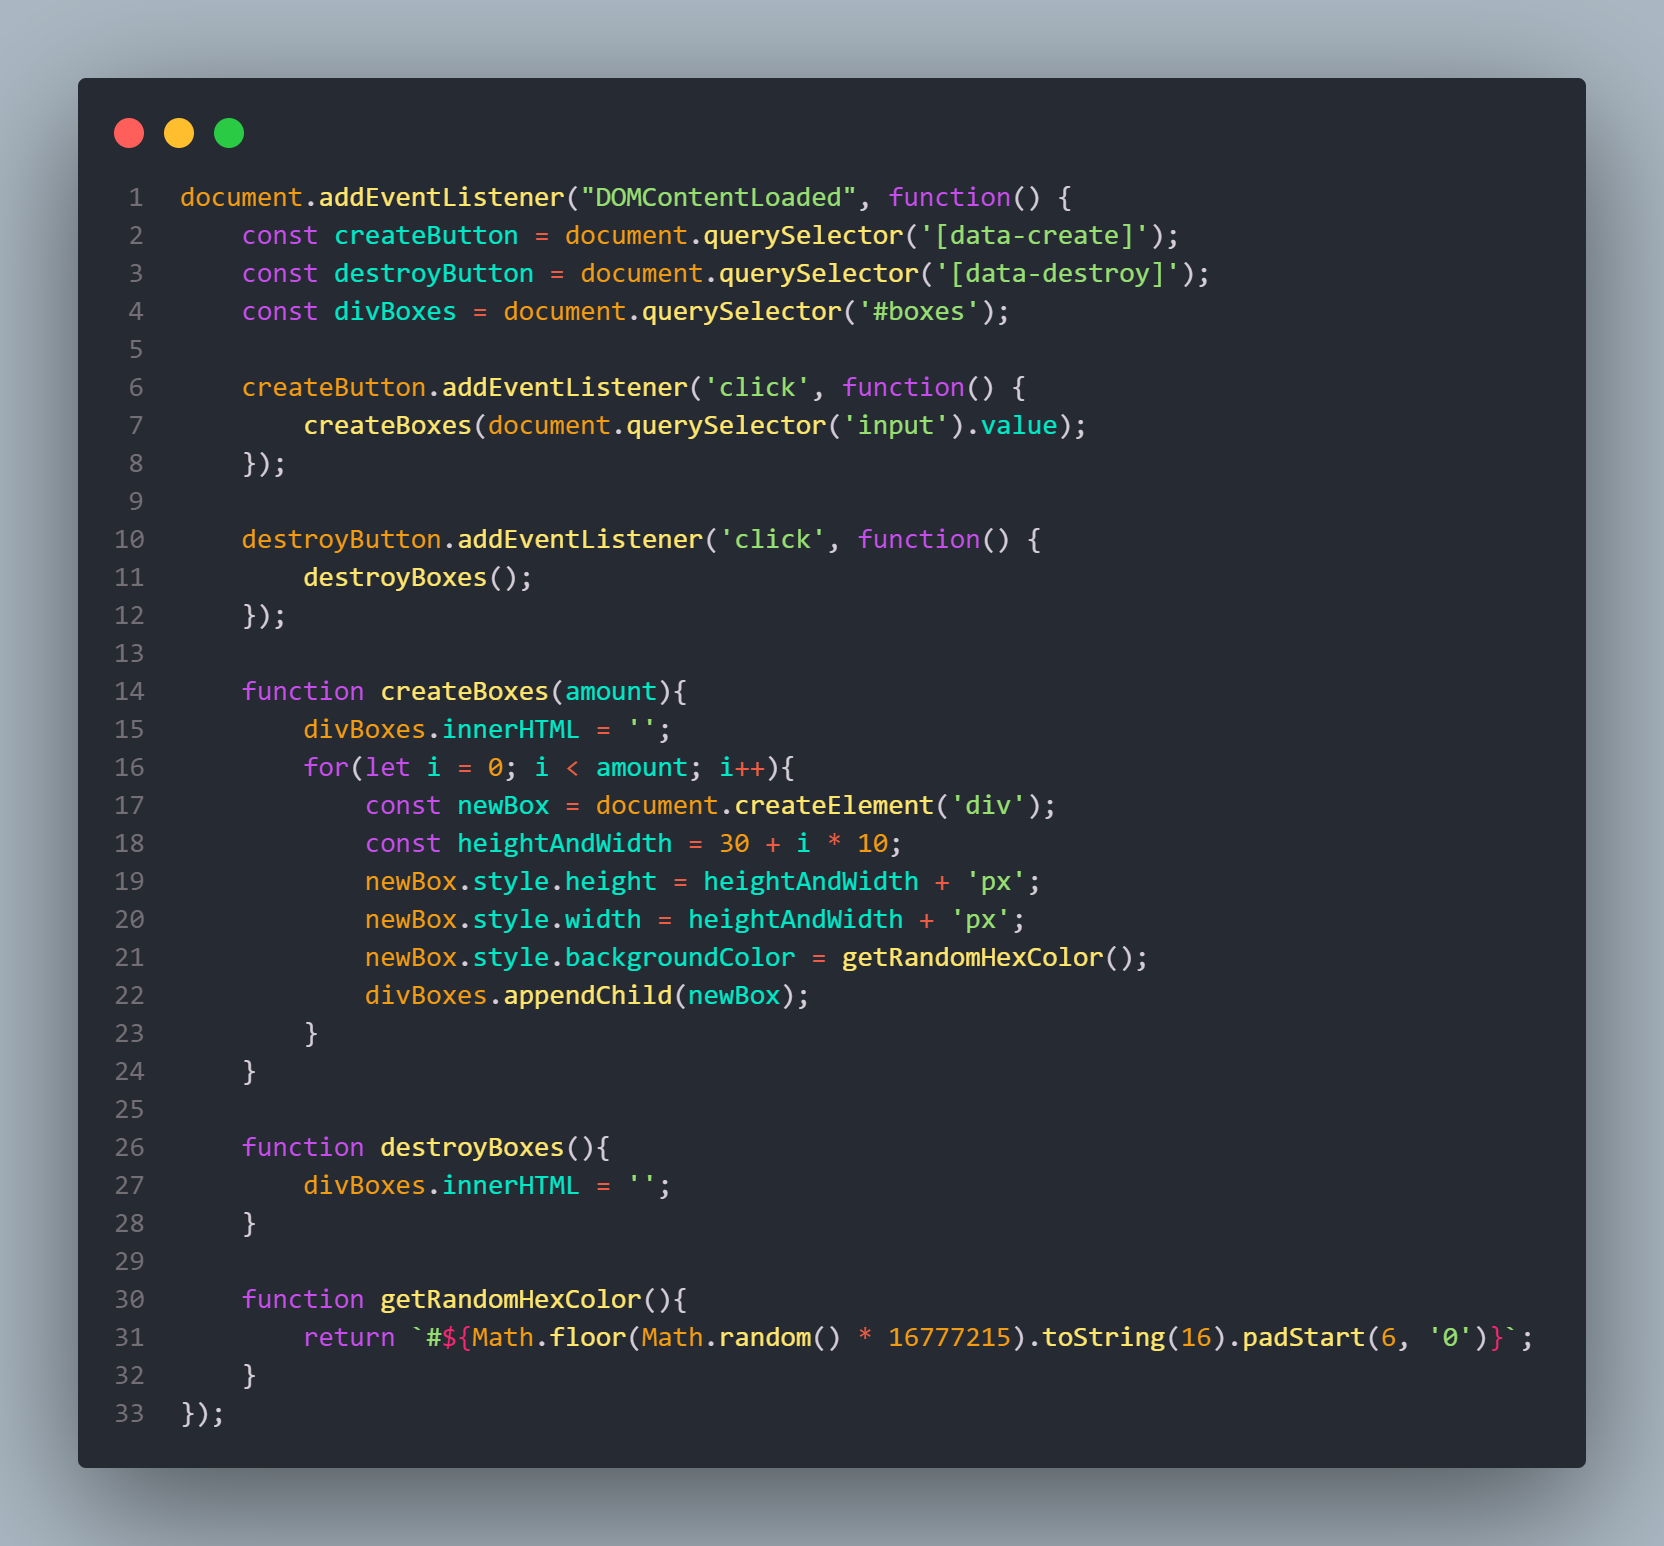 1 document.addEventListener("DOMContentLoaded", function() {
2     const createButton = document.querySelector('[data-create]');
3     const destroyButton = document.querySelector('[data-destroy]');
4     const divBoxes = document.querySelector('#boxes');
5
6     createButton.addEventListener('click', function() {
7         createBoxes(document.querySelector('input').value);
8     });
9
10     destroyButton.addEventListener('click', function() {
11         destroyBoxes();
12     });
13
14     function createBoxes(amount){
15         divBoxes.innerHTML = '';
16         for(let i = 0; i < amount; i++){
17             const newBox = document.createElement('div');
18             const heightAndWidth = 30 + i * 10;
19             newBox.style.height = heightAndWidth + 'px';
20             newBox.style.width = heightAndWidth + 'px';
21             newBox.style.backgroundColor = getRandomHexColor();
22             divBoxes.appendChild(newBox);
23         }
24     }
25
26     function destroyBoxes(){
27         divBoxes.innerHTML = '';
28     }
29
30     function getRandomHexColor(){
31         return `#${Math.floor(Math.random() * 16777215).toString(16).padStart(6, '0')}`;
32     }
33 });